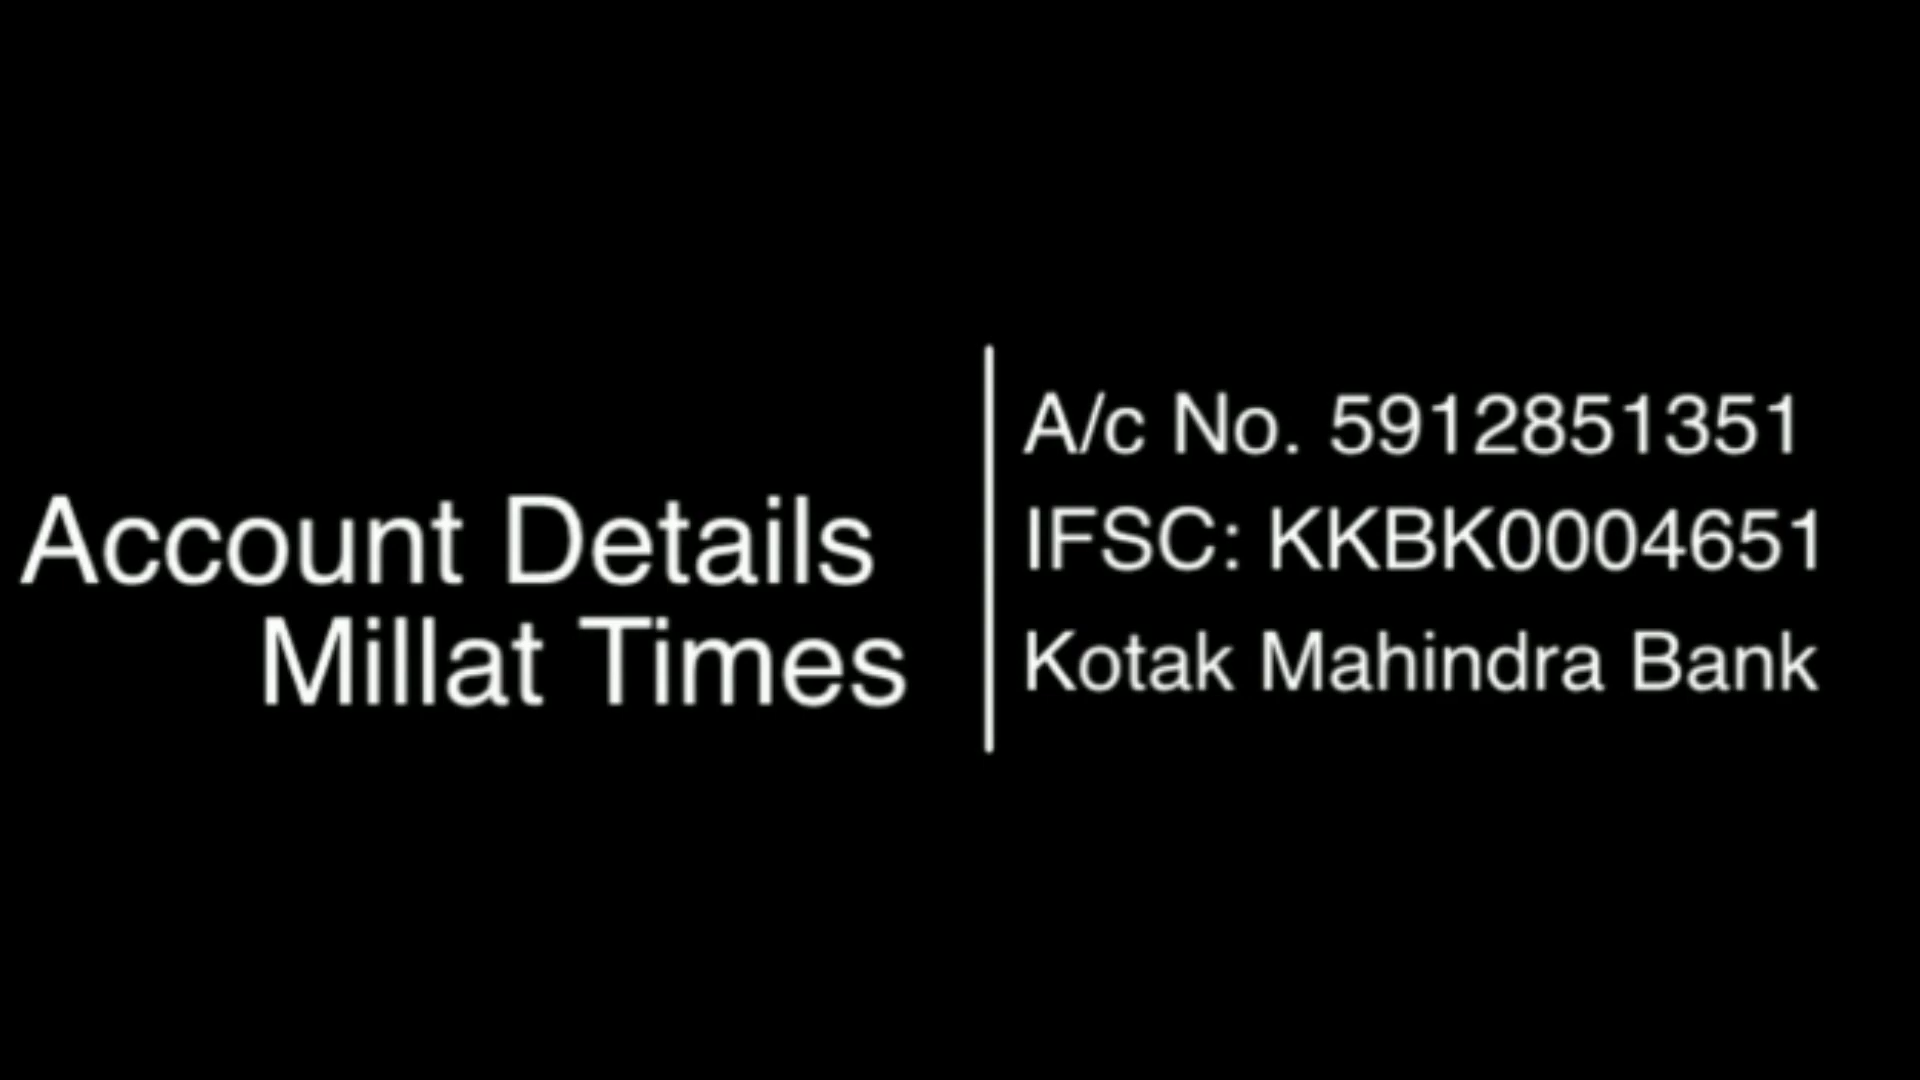 Account Details
Millat Times
A/c No. 5912851351
IFSC: KKBK0004651
Kotak Mahindra Bank